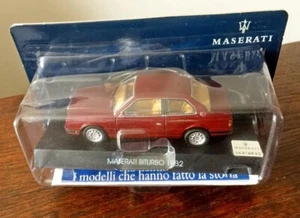 MASERATI
MASERATI BITURBO 1982
i modelli che hanno fatto la storia